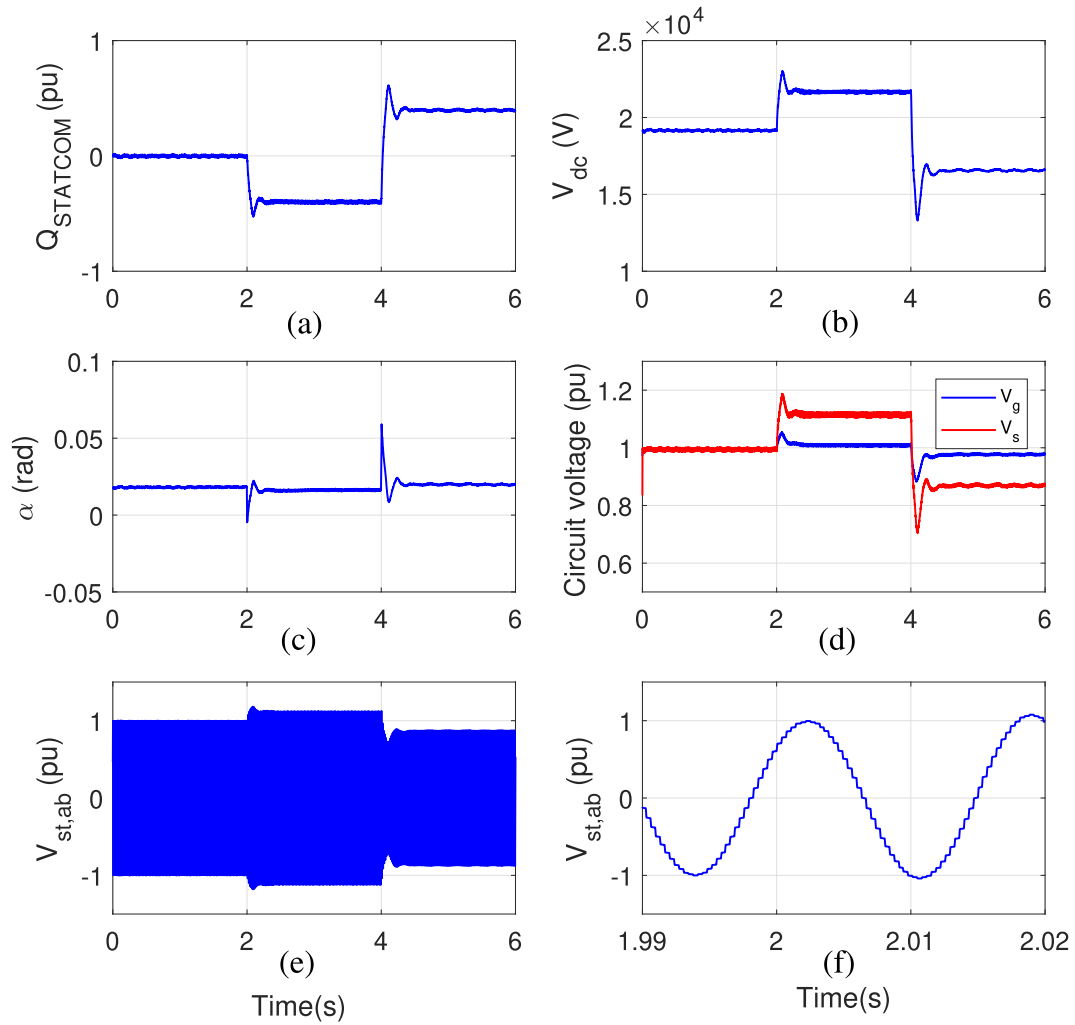 1
0
-1
Q_STATCOM (pu)
0 2 4 6
(a)
×10^4
2.5
2
1.5
1
V_dc (V)
0 2 4 6
(b)
0.1
0.05
0
-0.05
α (rad)
0 2 4 6
(c)
1.2
1
0.8
0.6
Circuit voltage (pu)
V_g
V_s
0 2 4 6
(d)
1
0
-1
V_st,ab (pu)
0 2 4 6
(e)
Time(s)
1
0
-1
V_st,ab (pu)
1.99 2 2.01 2.02
(f)
Time(s)